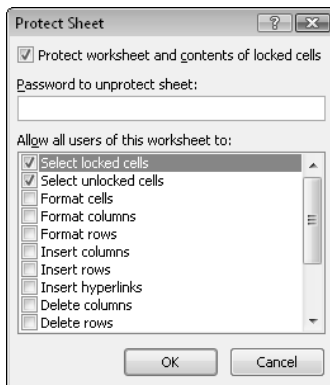 Protect Sheet
Protect worksheet and contents of locked cells
Password to unprotect sheet:
Allow all users of this worksheet to:
Select locked cells
Select unlocked cells
Format cells
Format columns
Format rows
Insert columns
Insert rows
Insert hyperlinks
Delete columns
Delete rows
OK Cancel